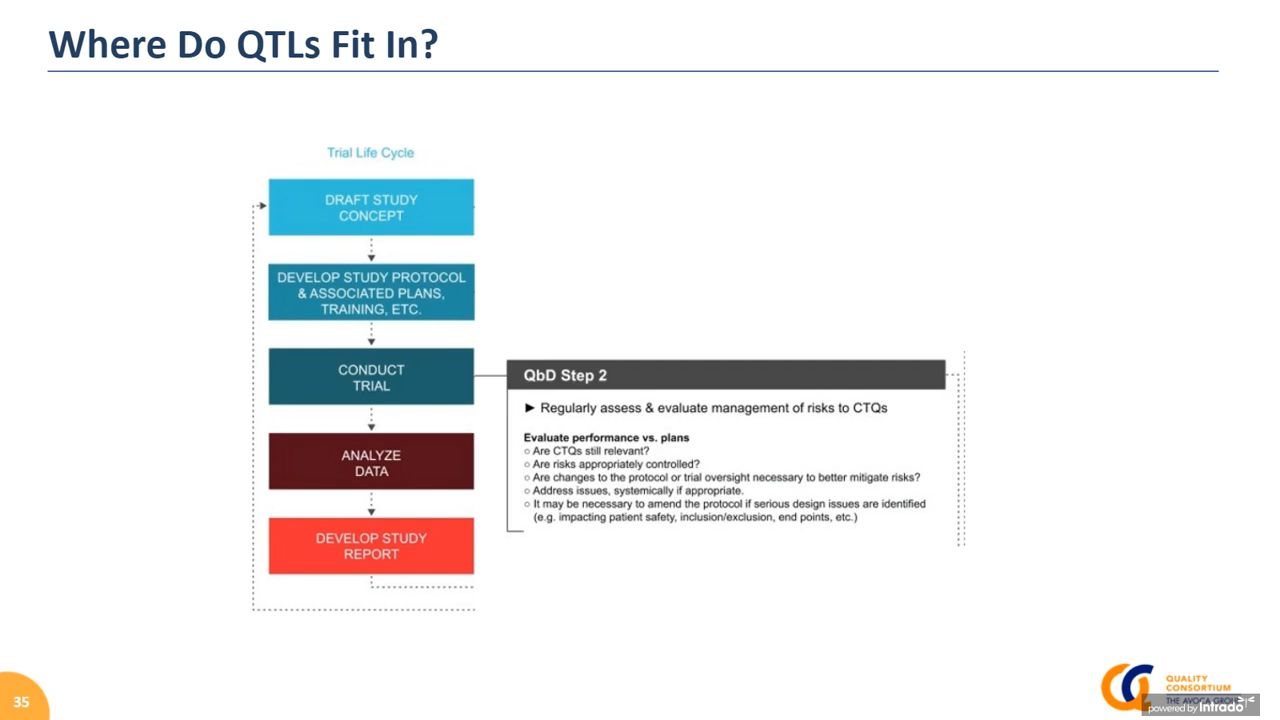 Where Do QTLs Fit In?
Trial Life Cycle
DRAFT STUDY
CONCEPT
DEVELOP STUDY PROTOCOL
& ASSOCIATED PLANS,
TRAINING, ETC.
CONDUCT
TRIAL
QbD Step 2
► Regularly assess & evaluate management of risks to CTQs
Evaluate performance vs. plans
○ Are CTQs still relevant?
○ Are risks appropriately controlled?
○ Are changes to the protocol or trial oversight necessary to better mitigate risks?
○ Address issues, systemically if appropriate.
○ It may be necessary to amend the protocol if serious design issues are identified
(e.g. impacting patient safety, inclusion/exclusion, end points, etc.)
ANALYZE
DATA
DEVELOP STUDY
REPORT
35
QUALITY
CONSORTIUM
THE AVOCA GROUP
powered by intrado